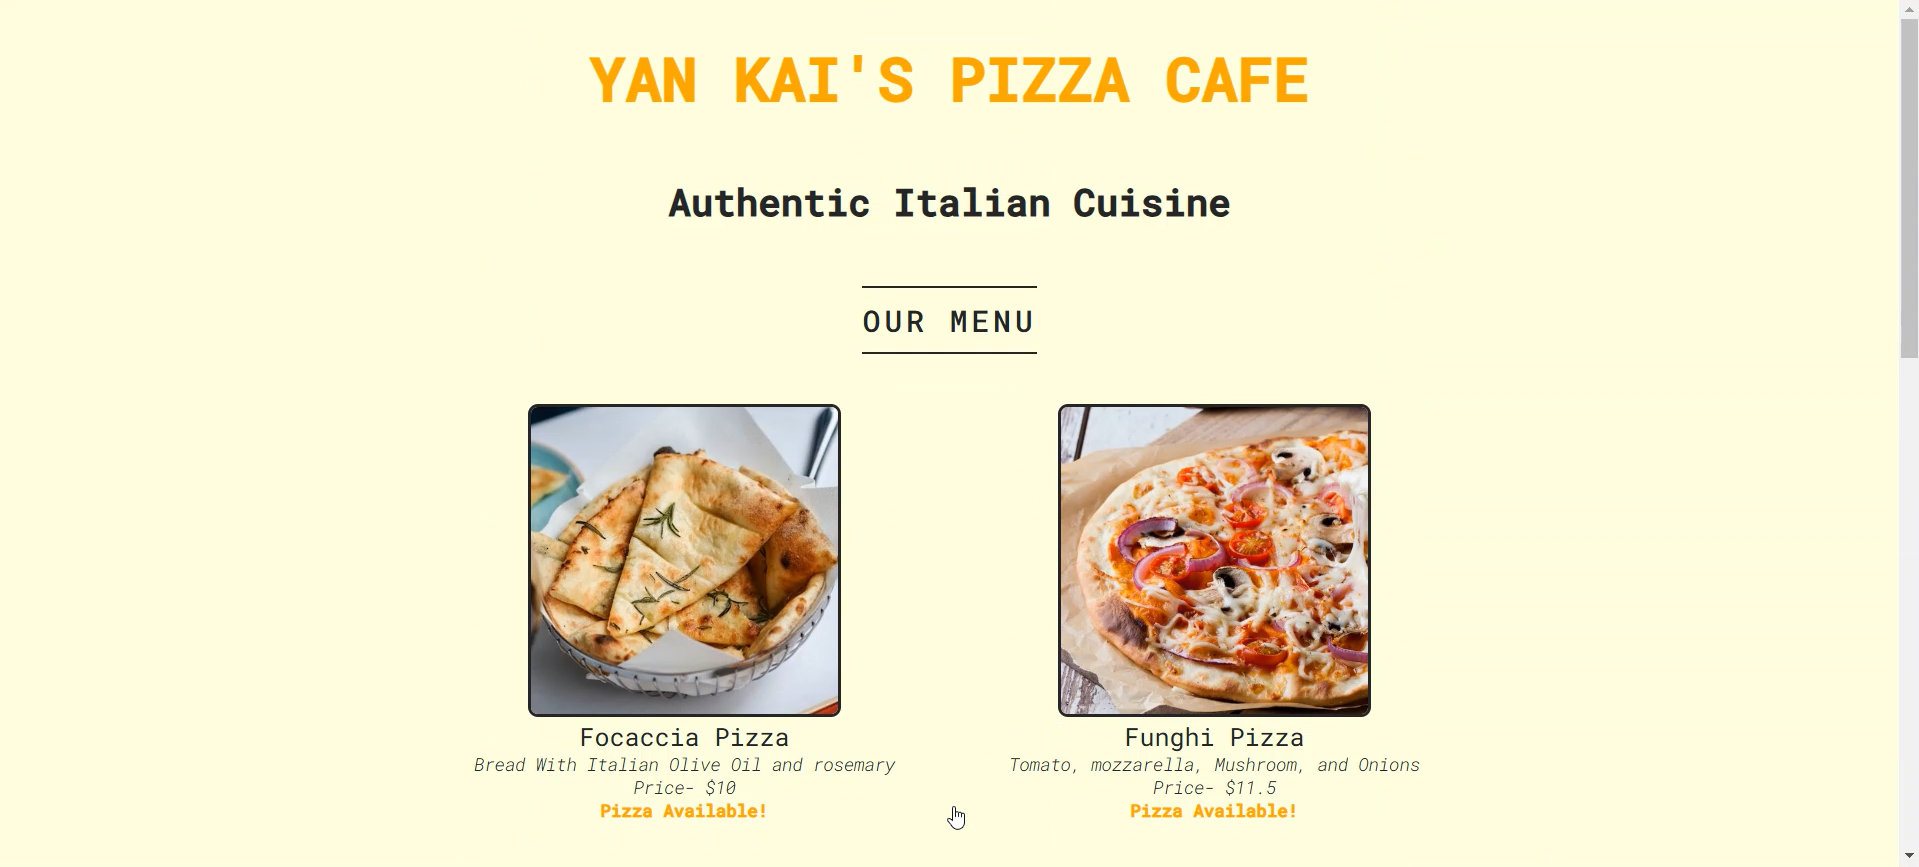 YAN KAI'S PIZZA CAFE
Authentic Italian Cuisine
OUR MENU
Focaccia Pizza
Bread With Italian Olive Oil and rosemary
Price- $10
Pizza Available!
Funghi Pizza
Tomato, mozzarella, Mushroom, and Onions
Price- $11.5
Pizza Available!